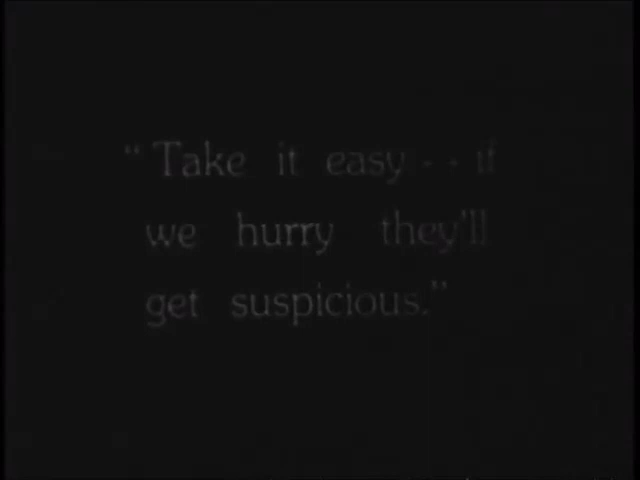 “Take it easy - - if
we hurry they'll
get suspicious.”